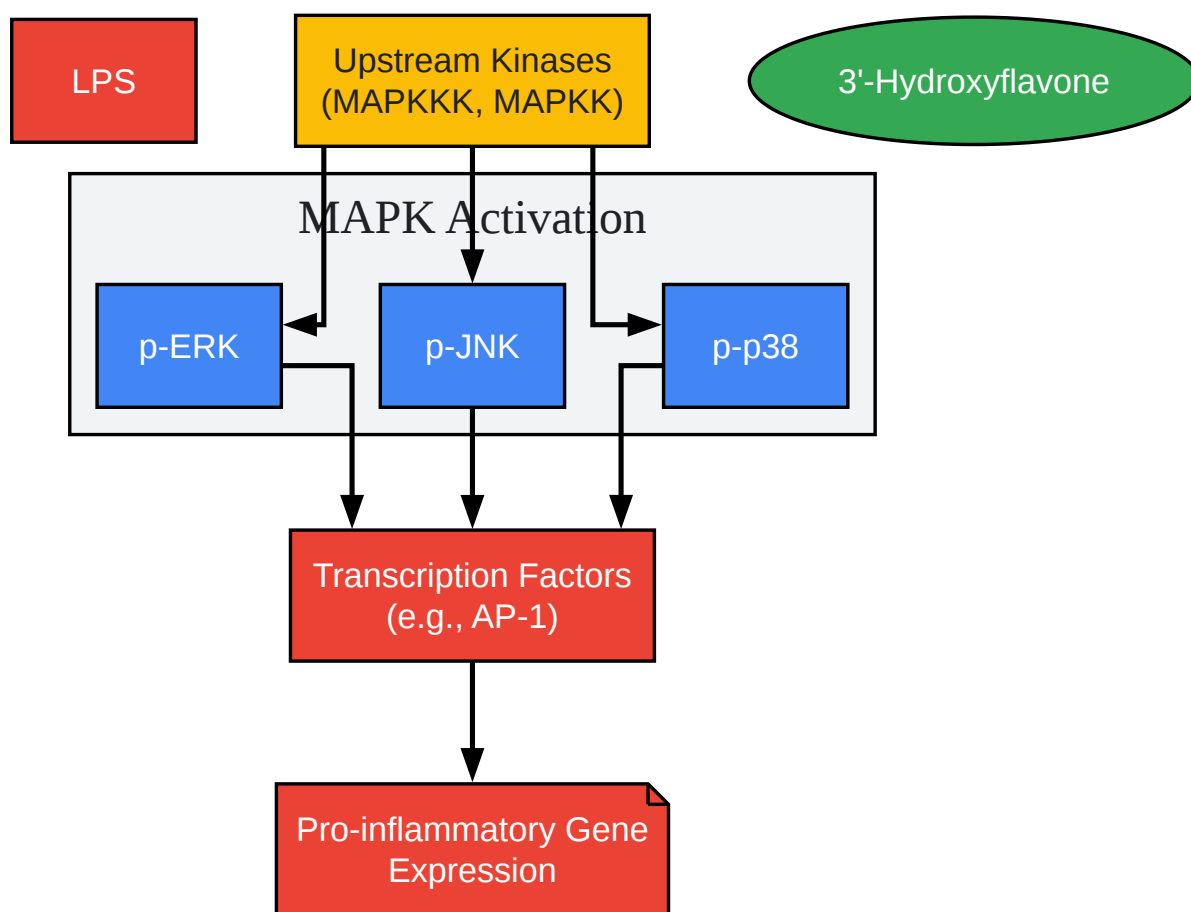 LPS
Upstream Kinases
(MAPKKK, MAPKK)
3'-Hydroxyflavone
MAPK Activation
p-ERK
p-JNK
p-p38
Transcription Factors
(e.g., AP-1)
Pro-inflammatory Gene
Expression